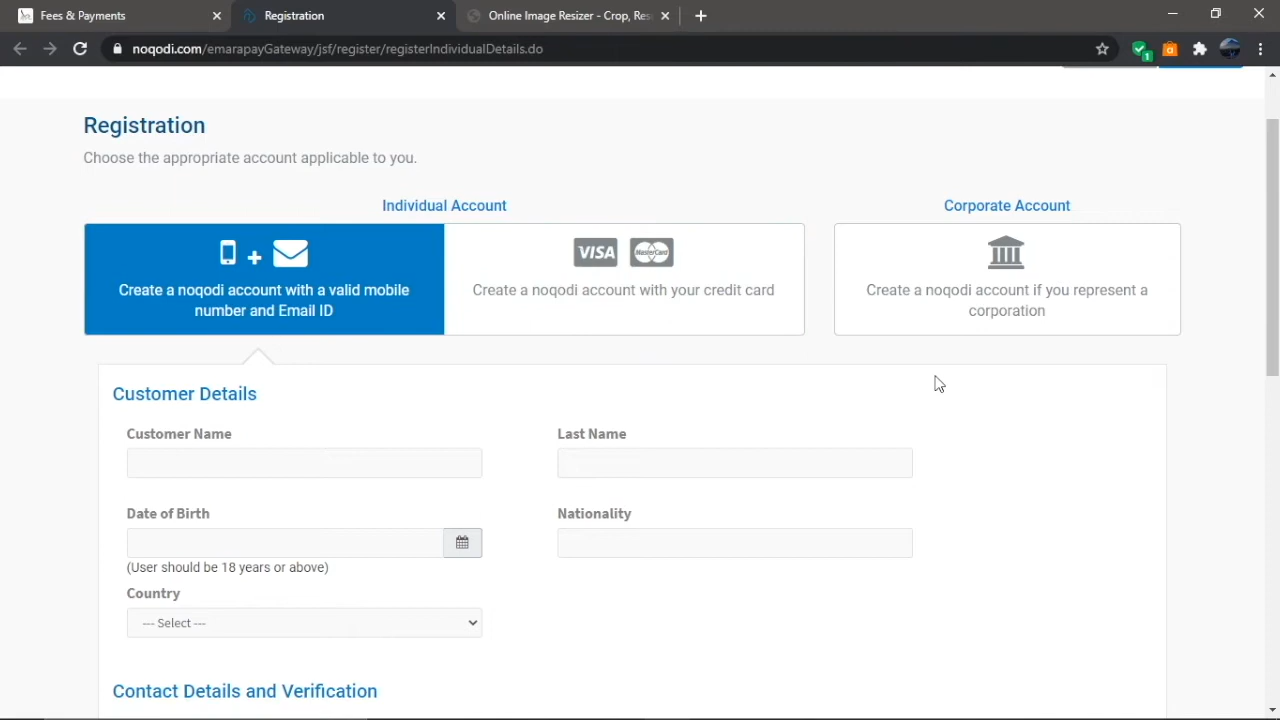 Fees & Payments
Registration
Online Image Resizer - Crop, Res
noqodi.com/emarapayGateway/jsf/register/registerIndividualDetails.do
1
Registration
Choose the appropriate account applicable to you.
Individual Account
Corporate Account
Create a noqodi account with a valid mobile
number and Email ID
VISA
MasterCard
Create a noqodi account with your credit card
Create a noqodi account if you represent a
corporation
Customer Details
Customer Name
Last Name
Date of Birth
Nationality
(User should be 18 years or above)
Country
--- Select ---
Contact Details and Verification